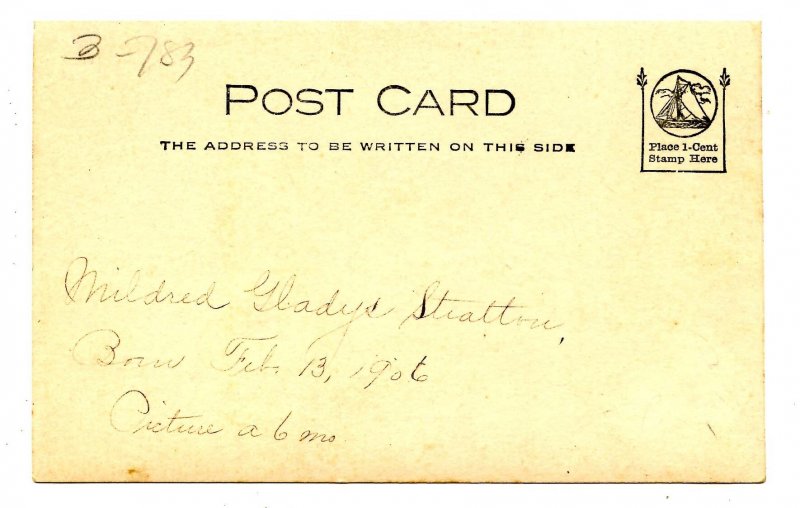 3-783
POST CARD
THE ADDRESS TO BE WRITTEN ON THIS SIDE
Place 1-Cent
Stamp Here
Mildred Gladys Stratton,
Born Feb. 13, 1906
Picture a 6 mo.